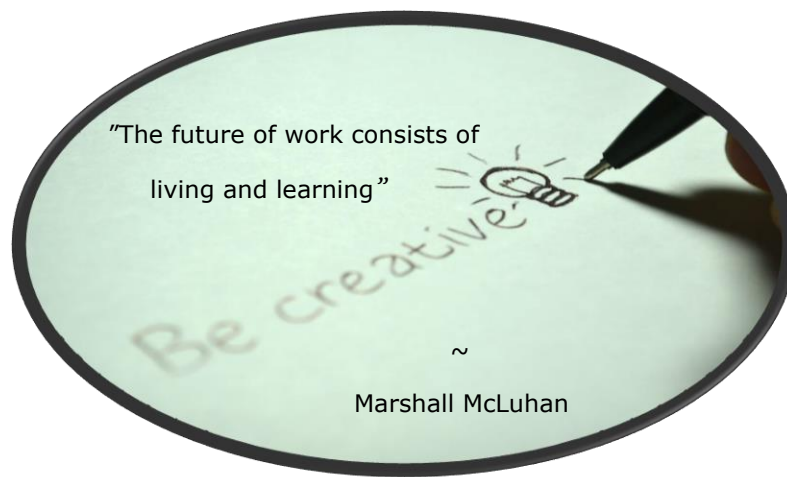 "The future of work consists of
living and learning”
Be creative
~
Marshall McLuhan